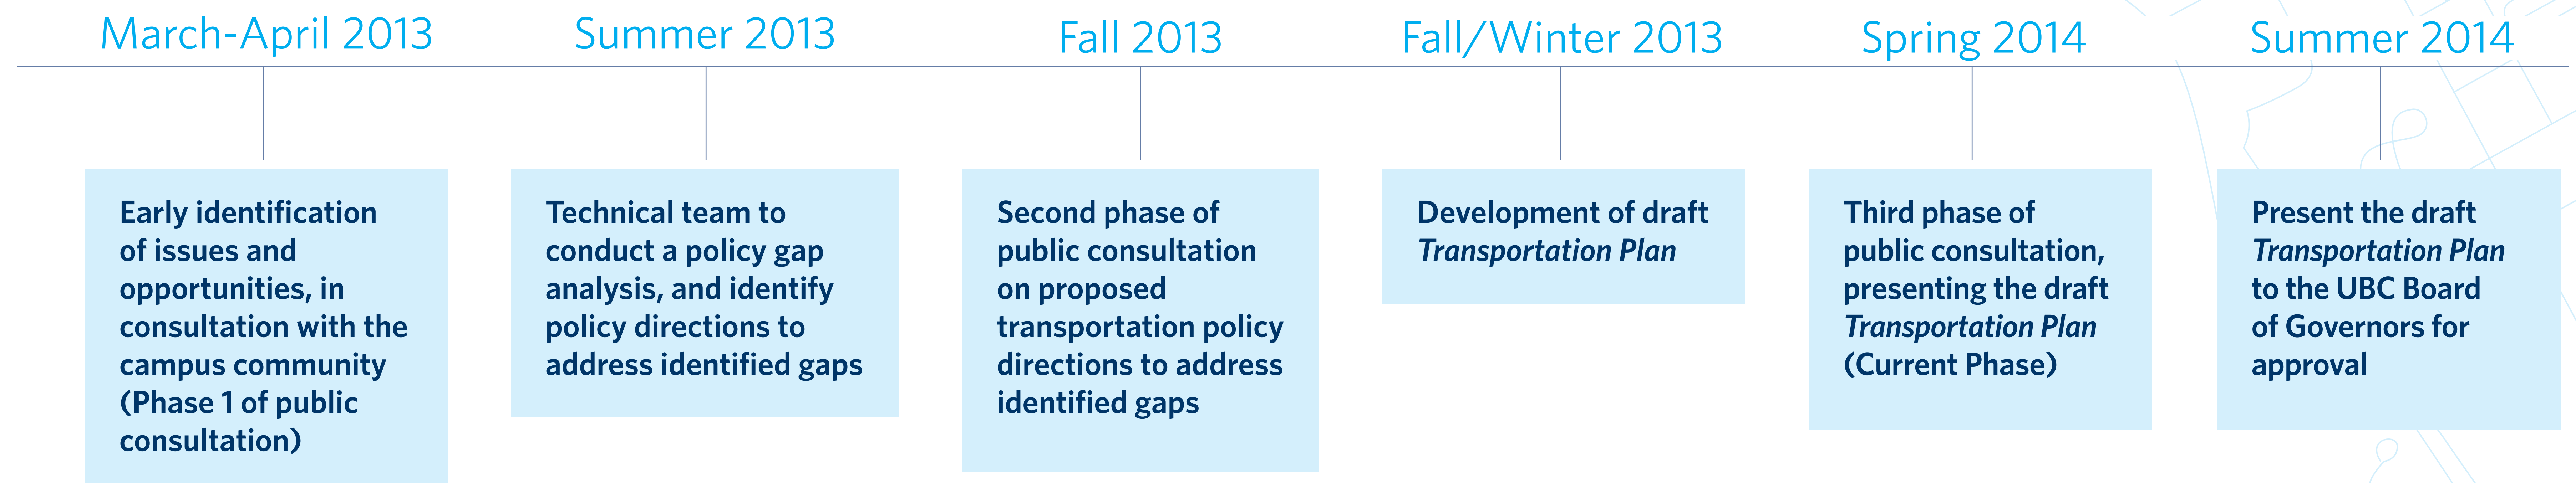 March-April 2013
Summer 2013
Fall 2013
Fall/Winter 2013
Spring 2014
Summer 2014
Early identification
of issues and
opportunities, in
consultation with the
campus community
(Phase 1 of public
consultation)
Technical team to
conduct a policy gap
analysis, and identify
policy directions to
address identified gaps
Second phase of
public consultation
on proposed
transportation policy
directions to address
identified gaps
Development of draft
Transportation Plan
Third phase of
public consultation,
presenting the draft
Transportation Plan
(Current Phase)
Present the draft
Transportation Plan
to the UBC Board
of Governors for
approval